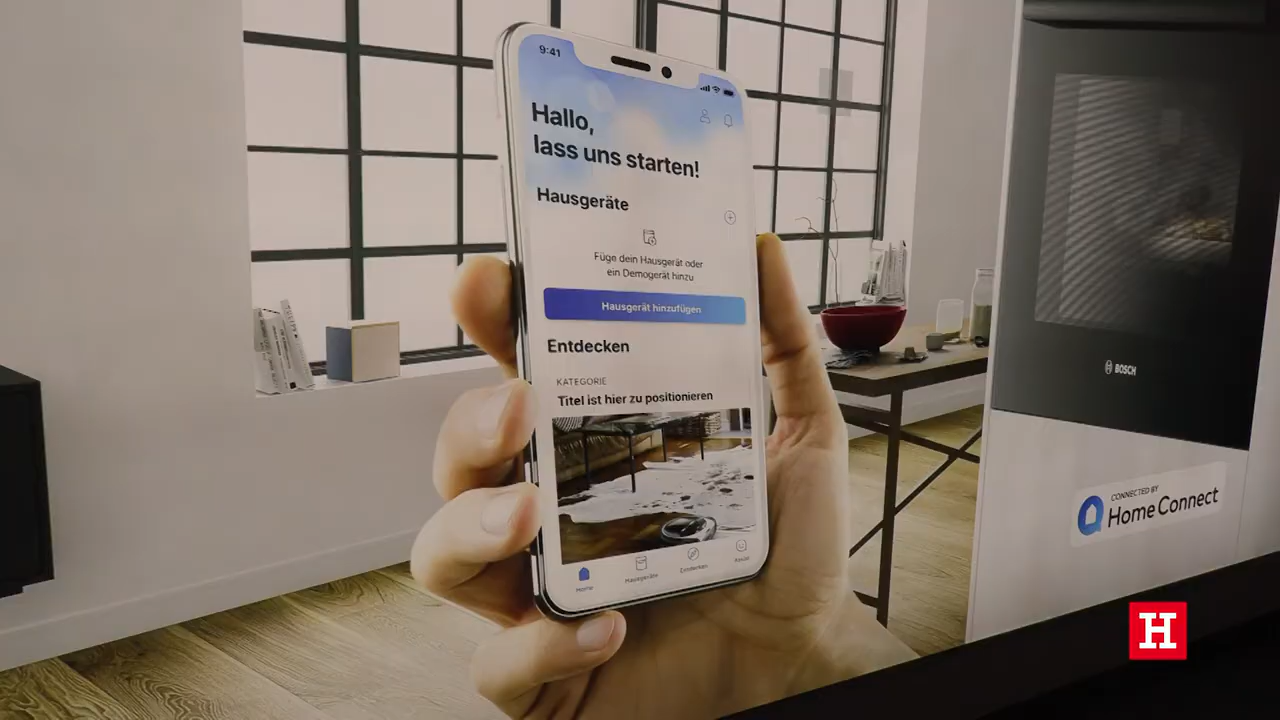 9:41
Hallo,
lass uns starten!
Hausgeräte
Füge dein Hausgerät oder
ein Demogerät hinzu
Hausgerät hinzufügen
Entdecken
KATEGORIE
Titel ist hier zu positionieren
Home
Hausgeräte
Entdecken
BOSCH
CONNECTED BY
Home Connect
H